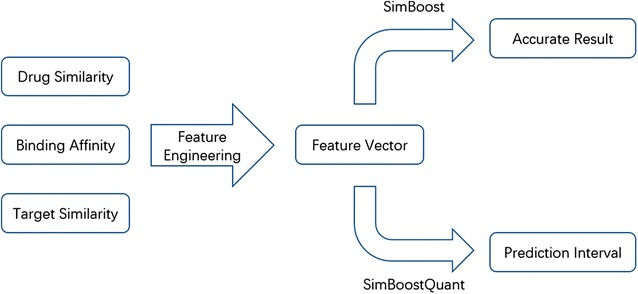 SimBoost
Accurate Result
Drug Similarity
Binding Affinity
Feature
Engineering
Feature Vector
Target Similarity
Prediction Interval
SimBoostQuant